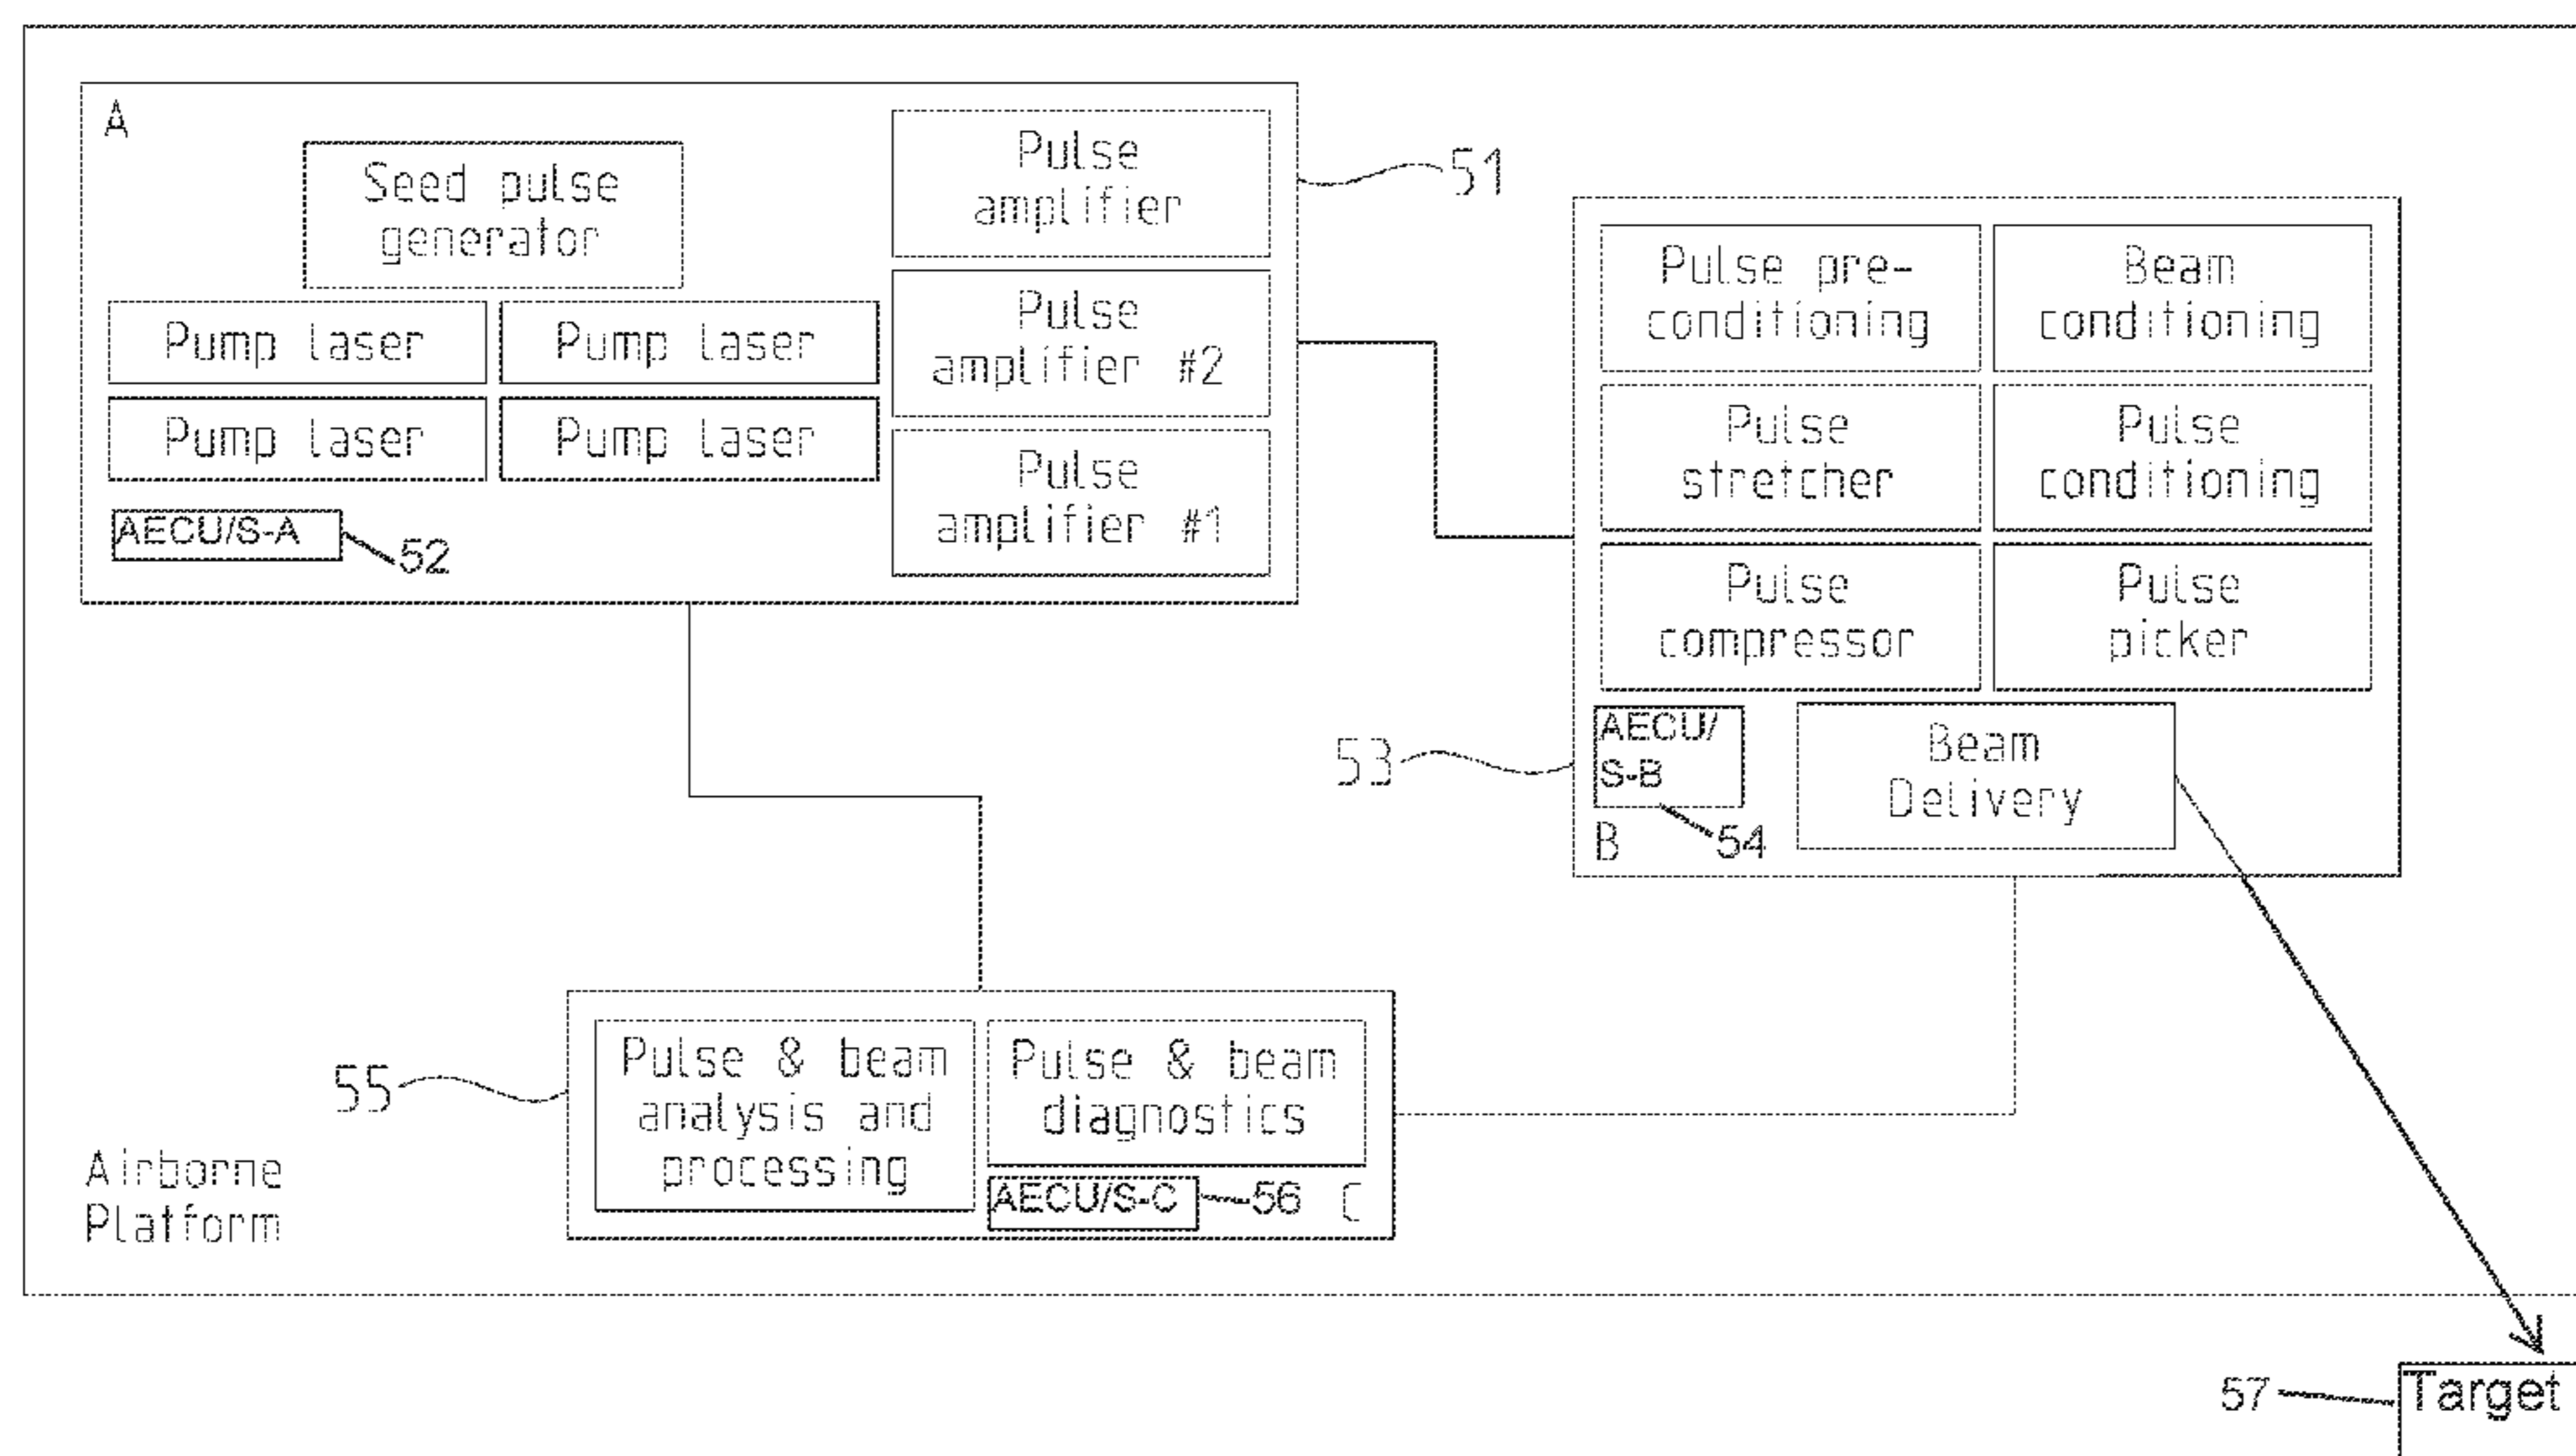 A
Seed pulse
generator
Pump laser
Pump laser
Pump laser
Pump laser
AECU/S-A
52
Pulse
amplifier
Pulse
amplifier #2
Pulse
amplifier #1
51
Pulse pre-
conditioning
Beam
conditioning
Pulse
stretcher
Pulse
conditioning
Pulse
compressor
Pulse
picker
AECU/
S-B
54
B
Beam
Delivery
53
55
Pulse & beam
analysis and
processing
Pulse & beam
diagnostics
AECU/S-C
56
C
Airborne
Platform
57
Target